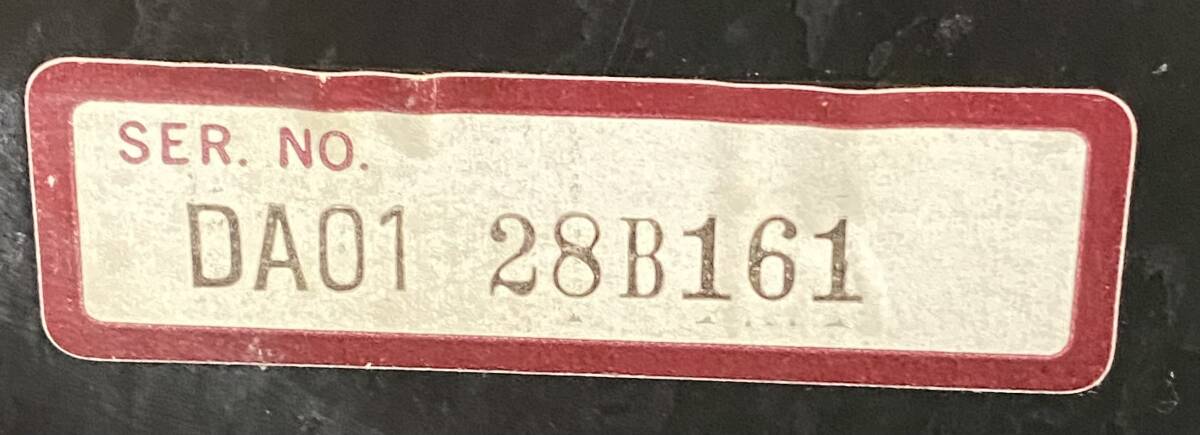 SER. NO.
DA01 28B161